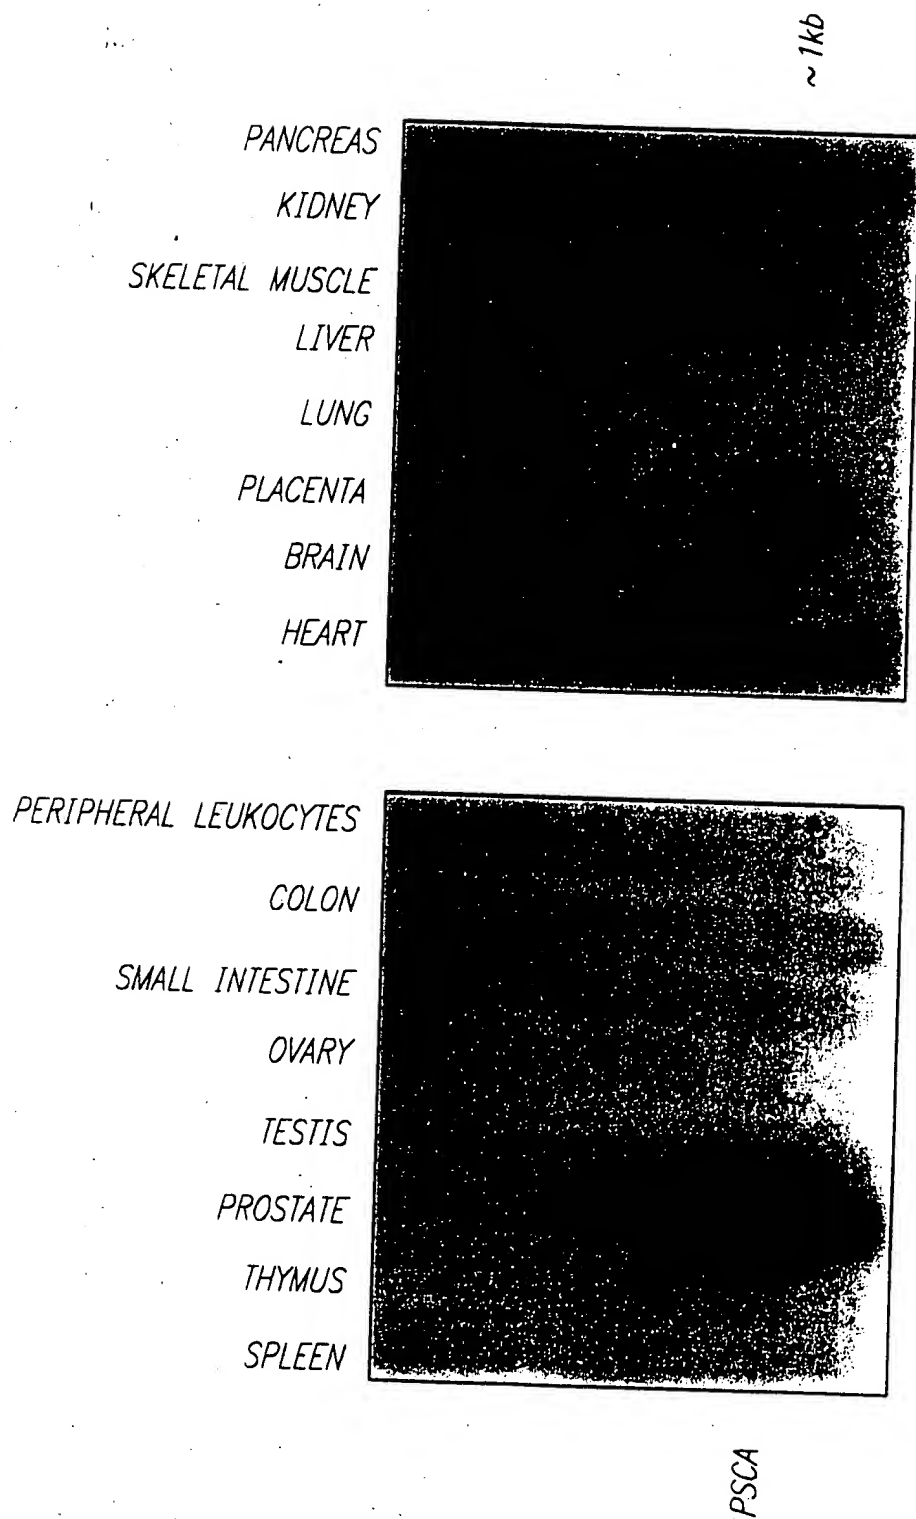 ~ 1kb
PANCREAS
KIDNEY
SKELETAL MUSCLE
LIVER
LUNG
PLACENTA
BRAIN
HEART
PERIPHERAL LEUKOCYTES
COLON
SMALL INTESTINE
OVARY
TESTIS
PROSTATE
THYMUS
SPLEEN
PSCA